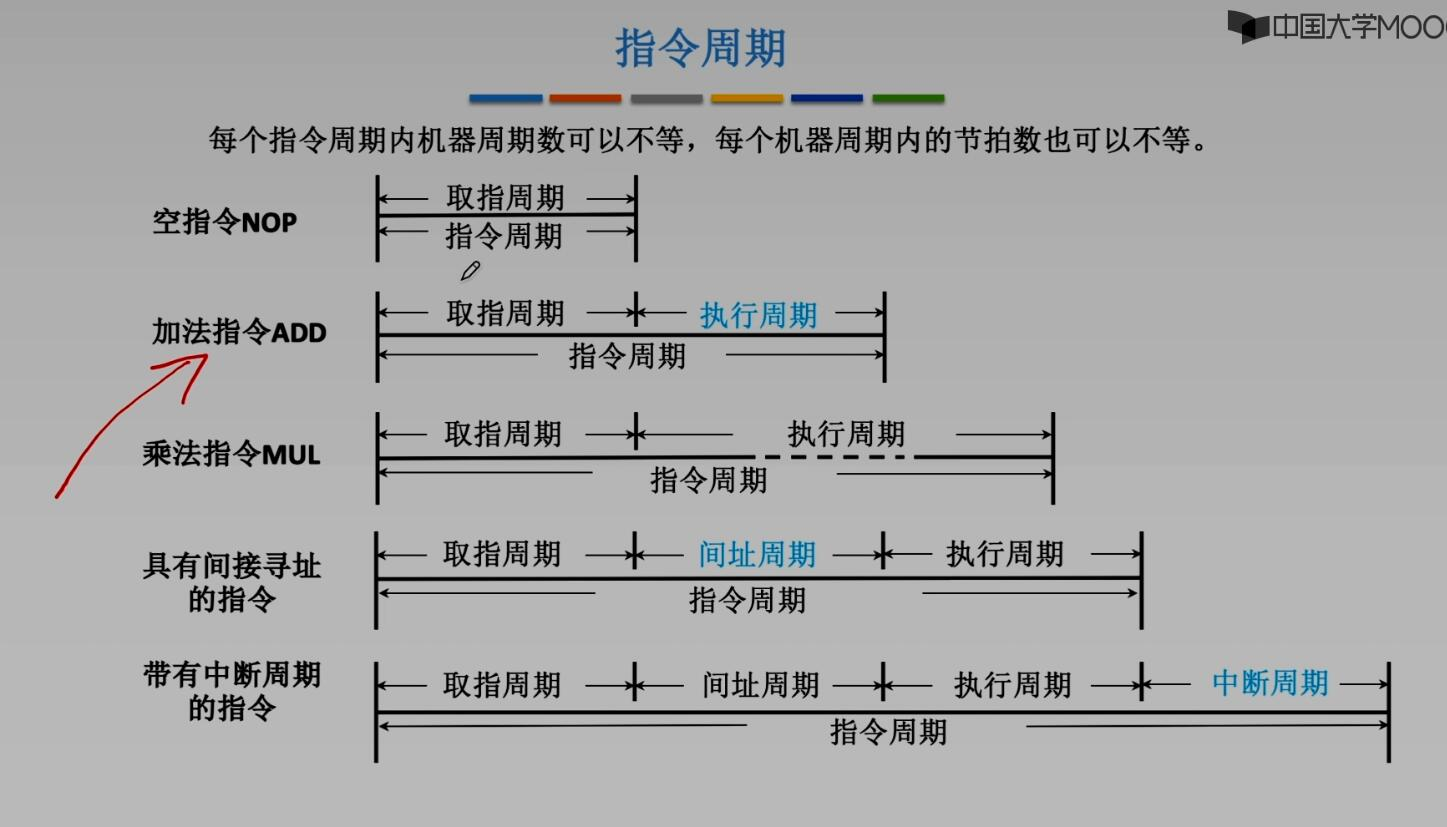 中国大学MOO
指令周期
每个指令周期内机器周期数可以不等，每个机器周期内的节拍数也可以不等。
空指令NOP
取指周期
指令周期
加法指令ADD
取指周期
执行周期
指令周期
乘法指令MUL
取指周期
执行周期
指令周期
具有间接寻址
的指令
取指周期
间址周期
执行周期
指令周期
带有中断周期
的指令
取指周期
间址周期
执行周期
中断周期
指令周期